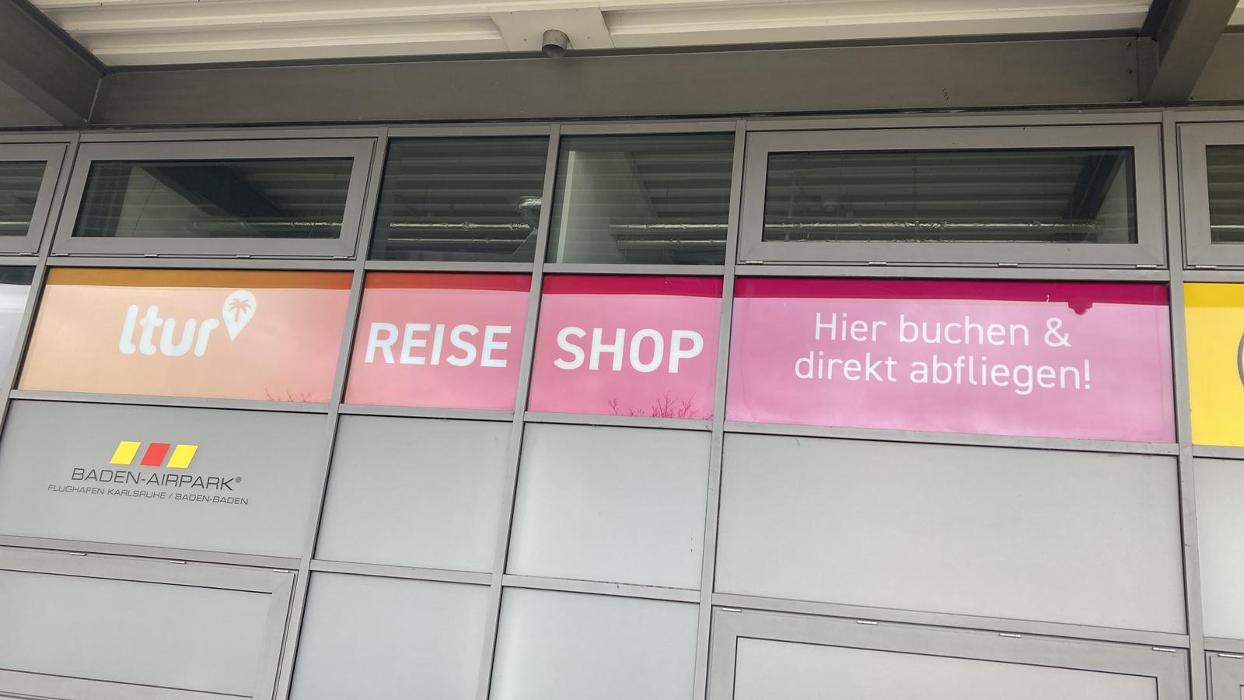 ltur
REISE SHOP
Hier buchen &
direkt abfliegen!
BADEN-AIRPARK®
FLUGHAFEN KARLSRUHE / BADEN-BADEN